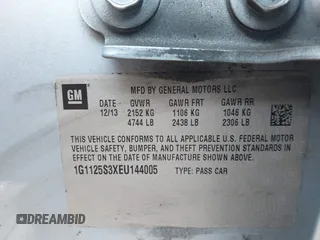 GM
MFD BY GENERAL MOTORS LLC
DATE GVWR GAWR FRT GAWR RR
12/13 2152 KG 1106 KG 1046 KG
4744 LB 2438 LB 2306 LB
THIS VEHICLE CONFORMS TO ALL APPLICABLE U.S. FEDERAL MOTOR
VEHICLE SAFETY, BUMPER, AND THEFT PREVENTION STANDARDS IN
EFFECT ON THE DATE OF MANUFACTURE SHOWN ABOVE.
1G1125S3XEU144005 TYPE: PASS CAR
DREAMBID